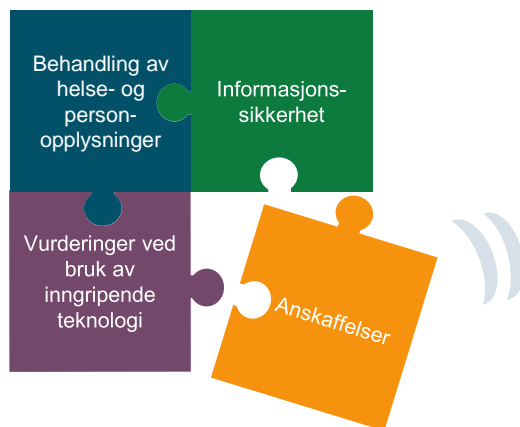 Behandling av
helse- og
person-
opplysninger
Informasjons-
sikkerhet
Vurderinger ved
bruk av
inngripende
teknologi
Anskaffelser